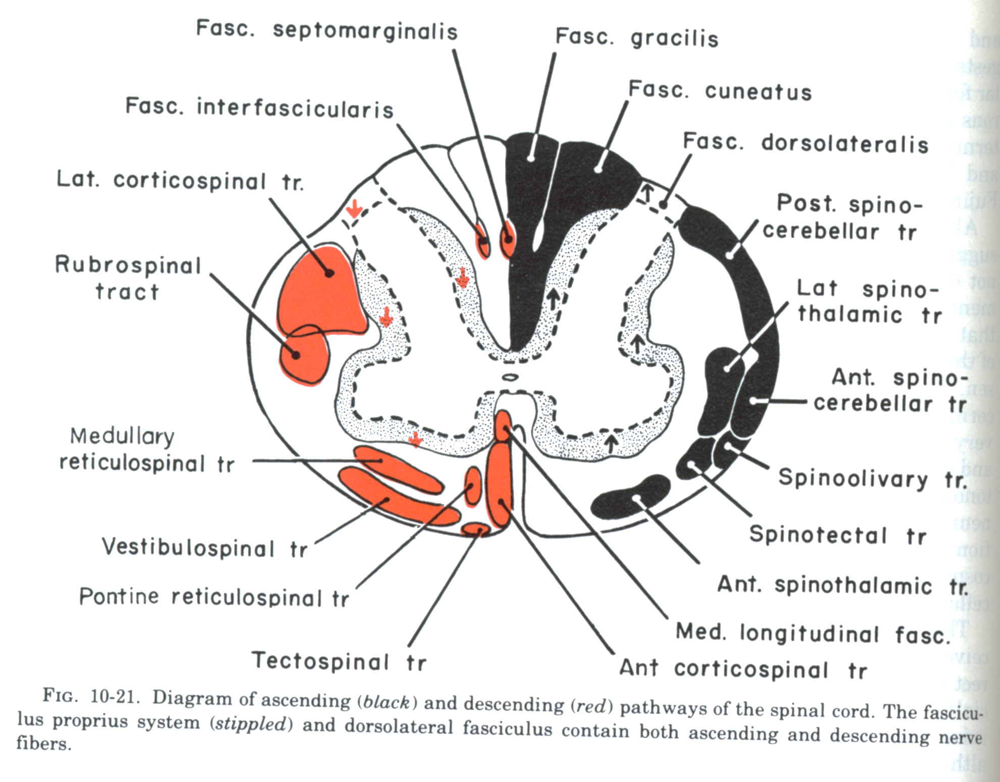 Fasc. septomarginalis
Fasc. gracilis
Fasc. cuneatus
Fasc. interfascicularis
Fasc. dorsolateralis
Lat. corticospinal tr.
Post. spino-
cerebellar tr
Rubrospinal
tract
Lat spino-
thalamic tr
Ant. spino-
cerebellar tr
Medullary
reticulospinal tr
Spinoolivary tr.
Spinotectal tr
Vestibulospinal tr
Ant. spinothalamic tr.
Pontine reticulospinal tr
Med. longitudinal fasc.
Tectospinal tr
Ant corticospinal tr
FIG. 10-21. Diagram of ascending (black) and descending (red) pathways of the spinal cord. The fascicu-
lus proprius system (stippled) and dorsolateral fasciculus contain both ascending and descending nerve
fibers.